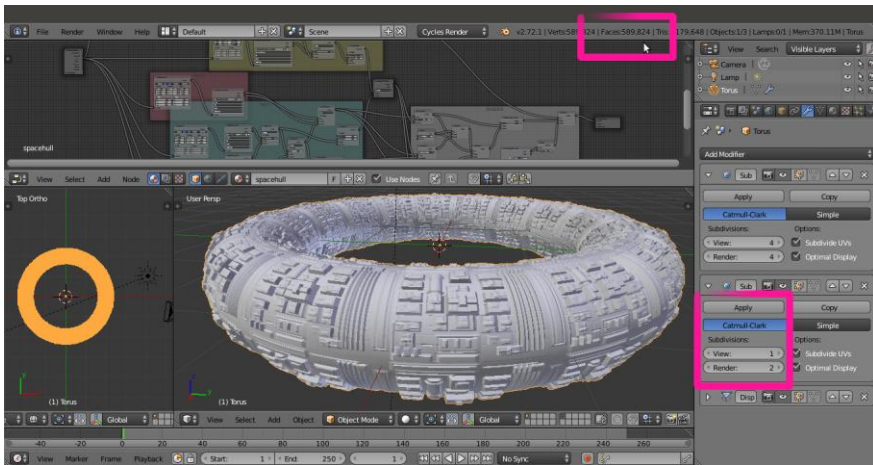 File Render Window Help Default Scene Cycles Render v2.72.1 | Verts:589,824 | Faces:589,824 | Tris:1,179,648 | Objects:1/3 | Lamps:0/1 | Mem:370.11M | Torus
View Search Visible Layers
Camera
Lamp
Torus
spacehull
Torus
Add Modifier
View Select Add Node spacehull F Use Nodes
Sub
Apply Copy
Catmull-Clark Simple
Subdivisions: Options:
View: 4 Subdivide UVs
Render: 4 Optimal Display
Top Ortho
User Persp
Sub
Apply Copy
Catmull-Clark Simple
Subdivisions: Options:
View: 1 Subdivide UVs
Render: 2 Optimal Display
Disp
(1) Torus
(1) Torus
Global View Select Add Object Object Mode Global
-40 -20 0 20 40 60 80 100 120 140 160 180 200 220 240 260
View Marker Frame Playback Start: 1 End: 250 1 No Sync